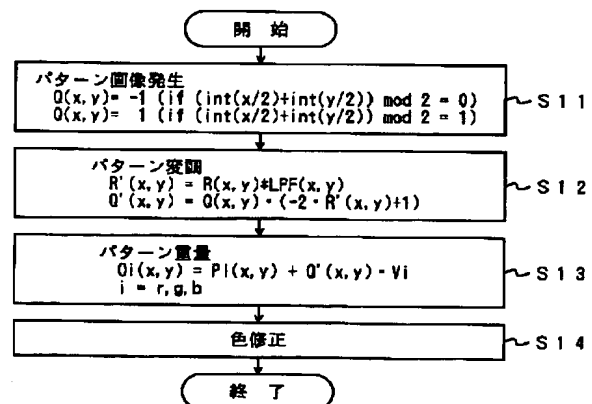 開 始
パターン画像発生
Q(x,y)= -1 (if (int(x/2)+int(y/2)) mod 2 = 0)
Q(x,y)= 1 (if (int(x/2)+int(y/2)) mod 2 = 1)
S11
パターン変調
R'(x,y) = R(x,y)*LPF(x,y)
Q'(x,y) = Q(x,y)・(-2・R'(x,y)+1)
S12
パターン重量
Oi(x,y) = Pi(x,y) + Q'(x,y)・Vi
i = r,g,b
S13
色修正
S14
終 了